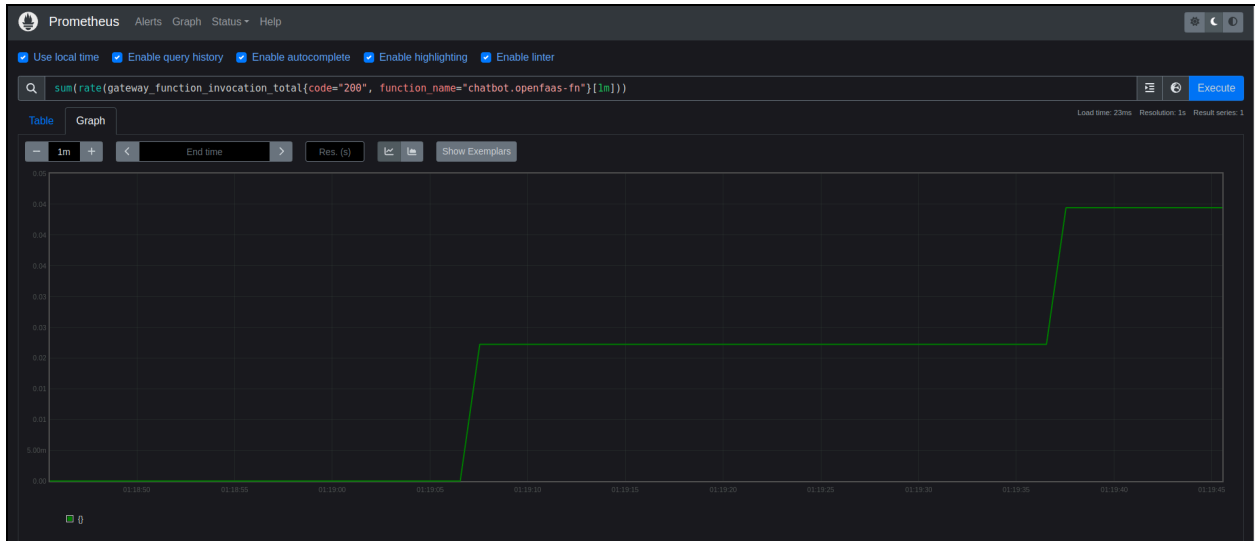 Prometheus Alerts Graph Status Help
Use local time Enable query history Enable autocomplete Enable highlighting Enable linter
sum(rate(gateway_function_invocation_total{code="200", function_name="chatbot.openfaas-fn"}[1m])) Execute
Load time: 23ms Resolution: 1s Result series: 1
Table Graph
− 1m + < End time > Res. (s) Show Exemplars
0.05
0.04
0.04
0.04
0.03
0.03
0.02
0.01
0.01
5.00m
0.00
01:18:50 01:18:55 01:19:00 01:19:05 01:19:10 01:19:15 01:19:20 01:19:25 01:19:30 01:19:35 01:19:40 01:19:45
{}